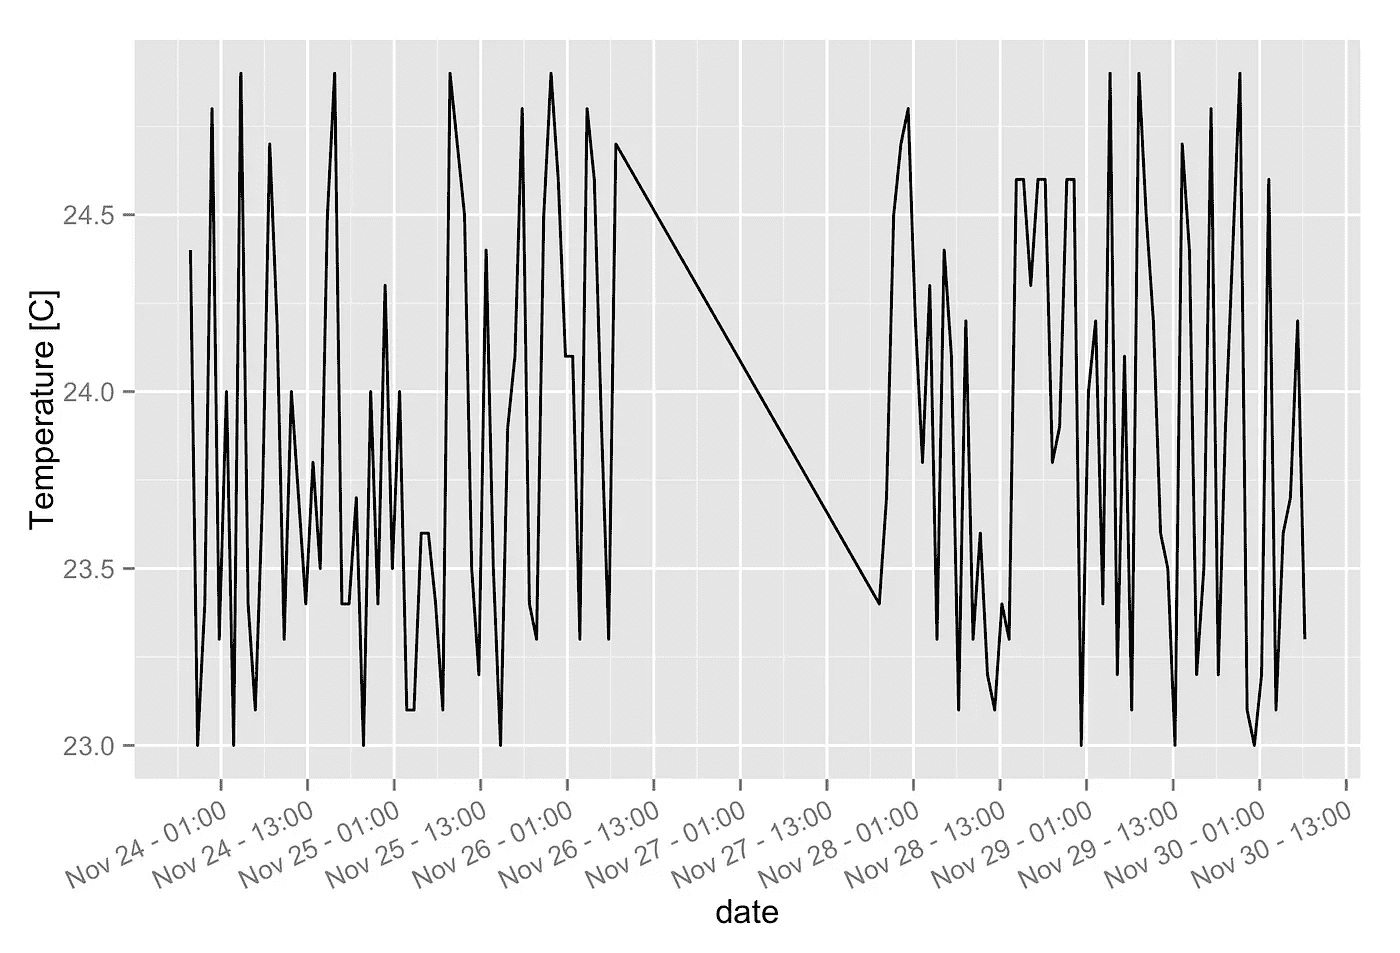 Temperature [C]
24.5
24.0
23.5
23.0
Nov 24 - 01:00
Nov 24 - 13:00
Nov 25 - 01:00
Nov 25 - 13:00
Nov 26 - 01:00
Nov 26 - 13:00
Nov 27 - 01:00
Nov 27 - 13:00
Nov 28 - 01:00
Nov 28 - 13:00
Nov 29 - 01:00
Nov 29 - 13:00
Nov 30 - 01:00
Nov 30 - 13:00
date